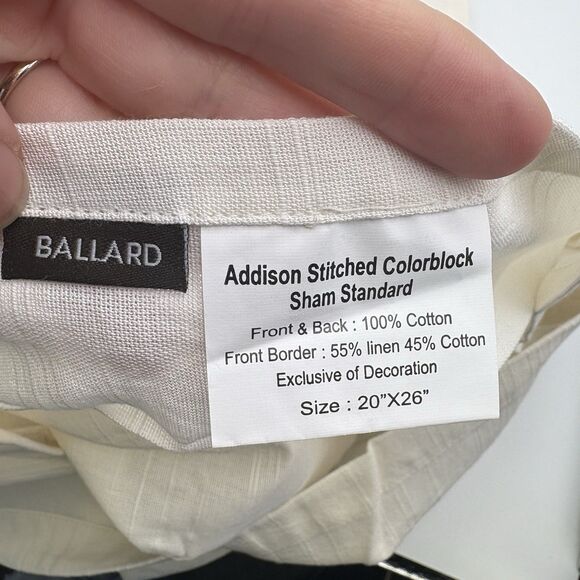 BALLARD
Addison Stitched Colorblock
Sham Standard
Front & Back : 100% Cotton
Front Border : 55% linen 45% Cotton
Exclusive of Decoration
Size : 20”X26”